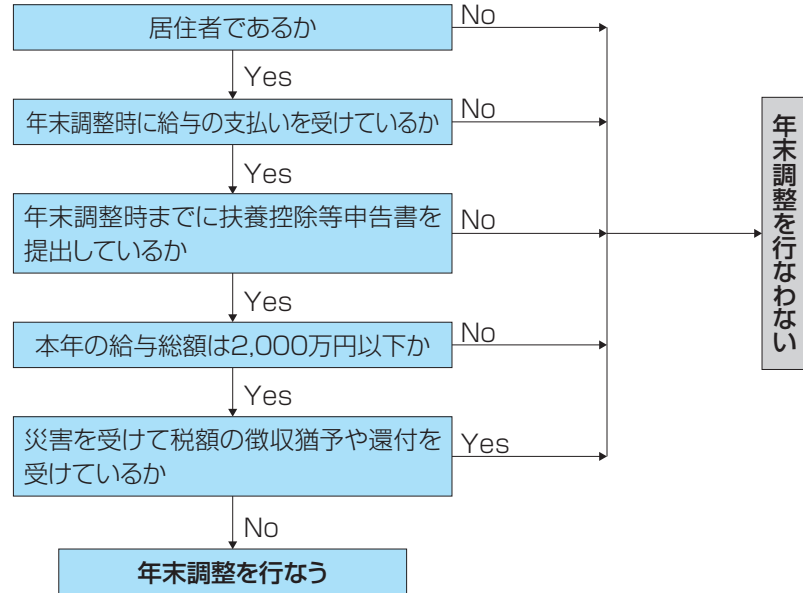 居住者であるか
No
Yes
年末調整時に給与の支払いを受けているか
No
Yes
年末調整時までに扶養控除等申告書を
提出しているか
No
Yes
本年の給与総額は2,000万円以下か
No
Yes
災害を受けて税額の徴収猶予や還付を
受けているか
Yes
No
年末調整を行なう
年末調整を行なわない